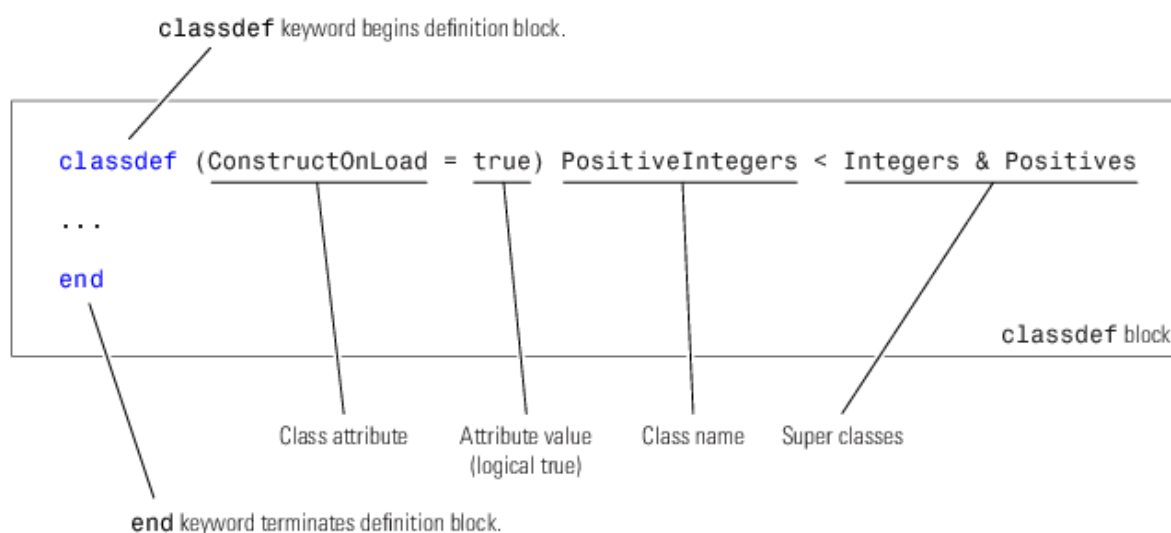 classdef keyword begins definition block.
classdef (ConstructOnLoad = true) PositiveIntegers < Integers & Positives
...
end
classdef block
Class attribute
Attribute value
(logical true)
Class name
Super classes
end keyword terminates definition block.